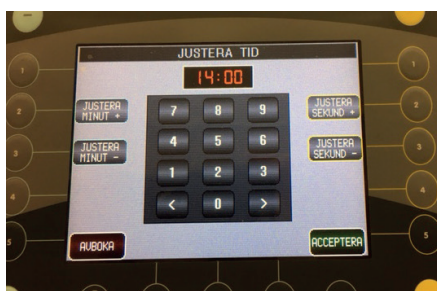 JUSTERA TID
14:00
JUSTERA
MINUT +
JUSTERA
MINUT -
7 8 9
4 5 6
1 2 3
< 0 >
JUSTERA
SEKUND +
JUSTERA
SEKUND -
AVBOKA
ACCEPTERA
1
2
3
4
5
1
2
3
4
5